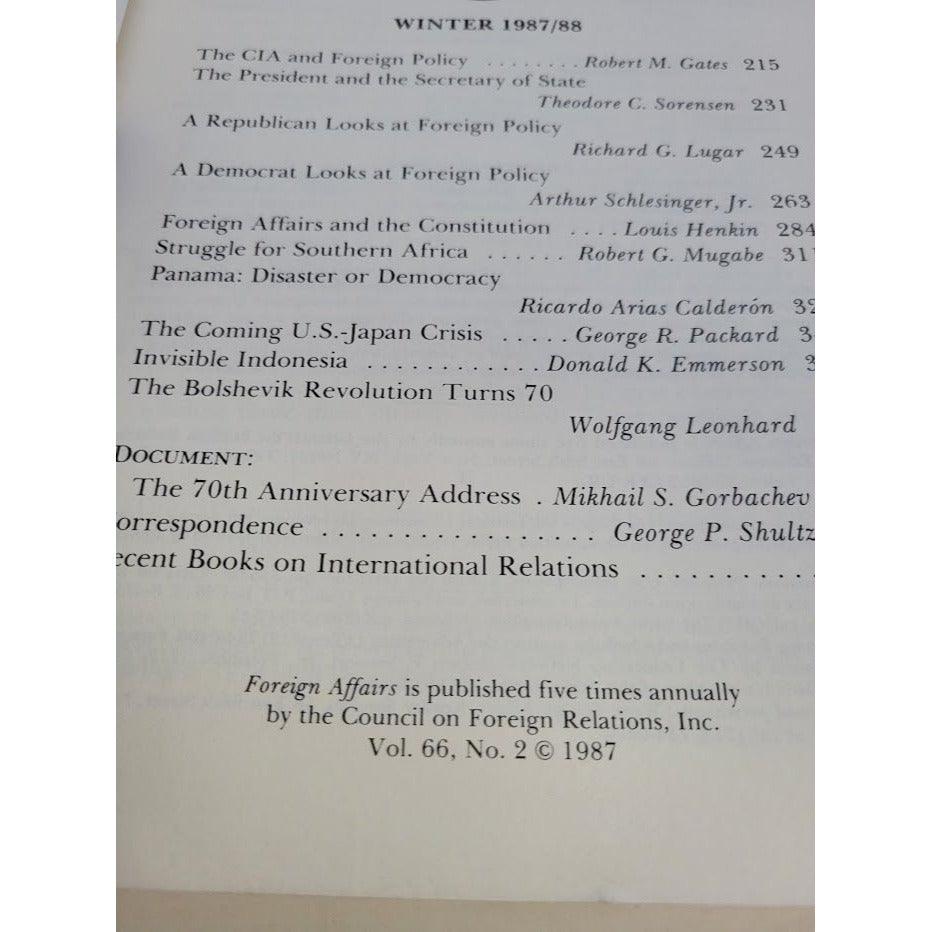 WINTER 1987/88
The CIA and Foreign Policy ........ Robert M. Gates 215
The President and the Secretary of State
Theodore C. Sorensen 231
A Republican Looks at Foreign Policy
Richard G. Lugar 249
A Democrat Looks at Foreign Policy
Arthur Schlesinger, Jr. 263
Foreign Affairs and the Constitution .... Louis Henkin 284
Struggle for Southern Africa ...... Robert G. Mugabe 311
Panama: Disaster or Democracy
Ricardo Arias Calderón 32
The Coming U.S.-Japan Crisis ..... George R. Packard 3
Invisible Indonesia ............ Donald K. Emmerson 3
The Bolshevik Revolution Turns 70
Wolfgang Leonhard
DOCUMENT:
The 70th Anniversary Address . Mikhail S. Gorbachev
orrespondence ................. George P. Shultz
ecent Books on International Relations ...........
Foreign Affairs is published five times annually
by the Council on Foreign Relations, Inc.
Vol. 66, No. 2 © 1987